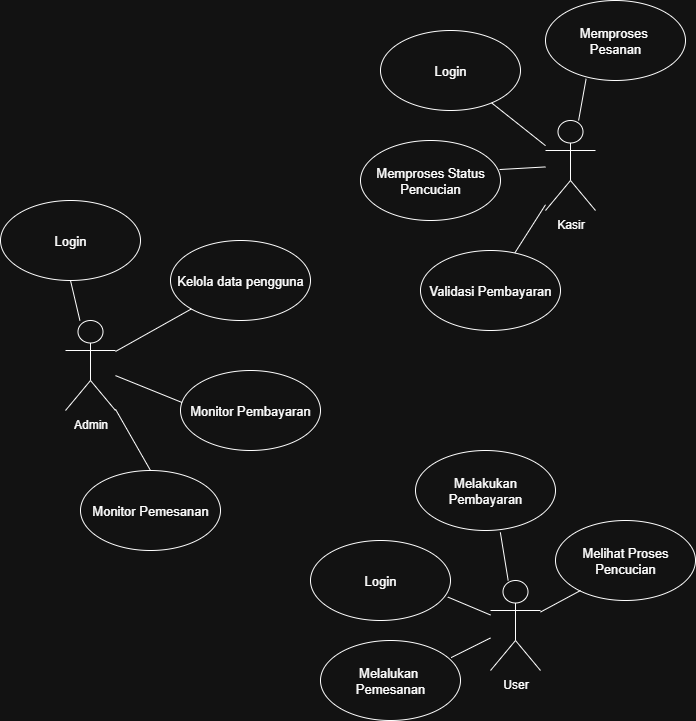 Memproses
Pesanan
Login
Memproses Status
Pencucian
Kasir
Validasi Pembayaran
Login
Kelola data pengguna
Monitor Pembayaran
Admin
Monitor Pemesanan
Melakukan
Pembayaran
Melihat Proses
Pencucian
Login
Melalukan
Pemesanan
User